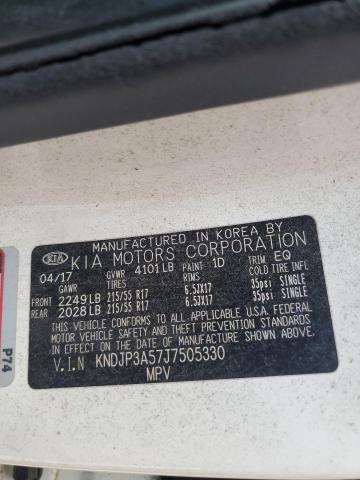 MANUFACTURED IN KOREA BY
KIA KIA MOTORS CORPORATION
04/17 GVWR 4101LB PAINT 1D TRIM EQ
GAWR TIRES RIMS COLD TIRE INFL
FRONT 2249LB 215/55 R17 6.5JX17 35psi SINGLE
REAR 2028LB 215/55 R17 6.5JX17 35psi SINGLE
THIS VEHICLE CONFORMS TO ALL APPLICABLE U.S.A. FEDERAL
MOTOR VEHICLE SAFETY AND THEFT PREVENTION STANDARDS
IN EFFECT ON THE DATE OF MANUFACTURE SHOWN ABOVE.
V.I.N KNDJP3A57J7505330
MPV
P74